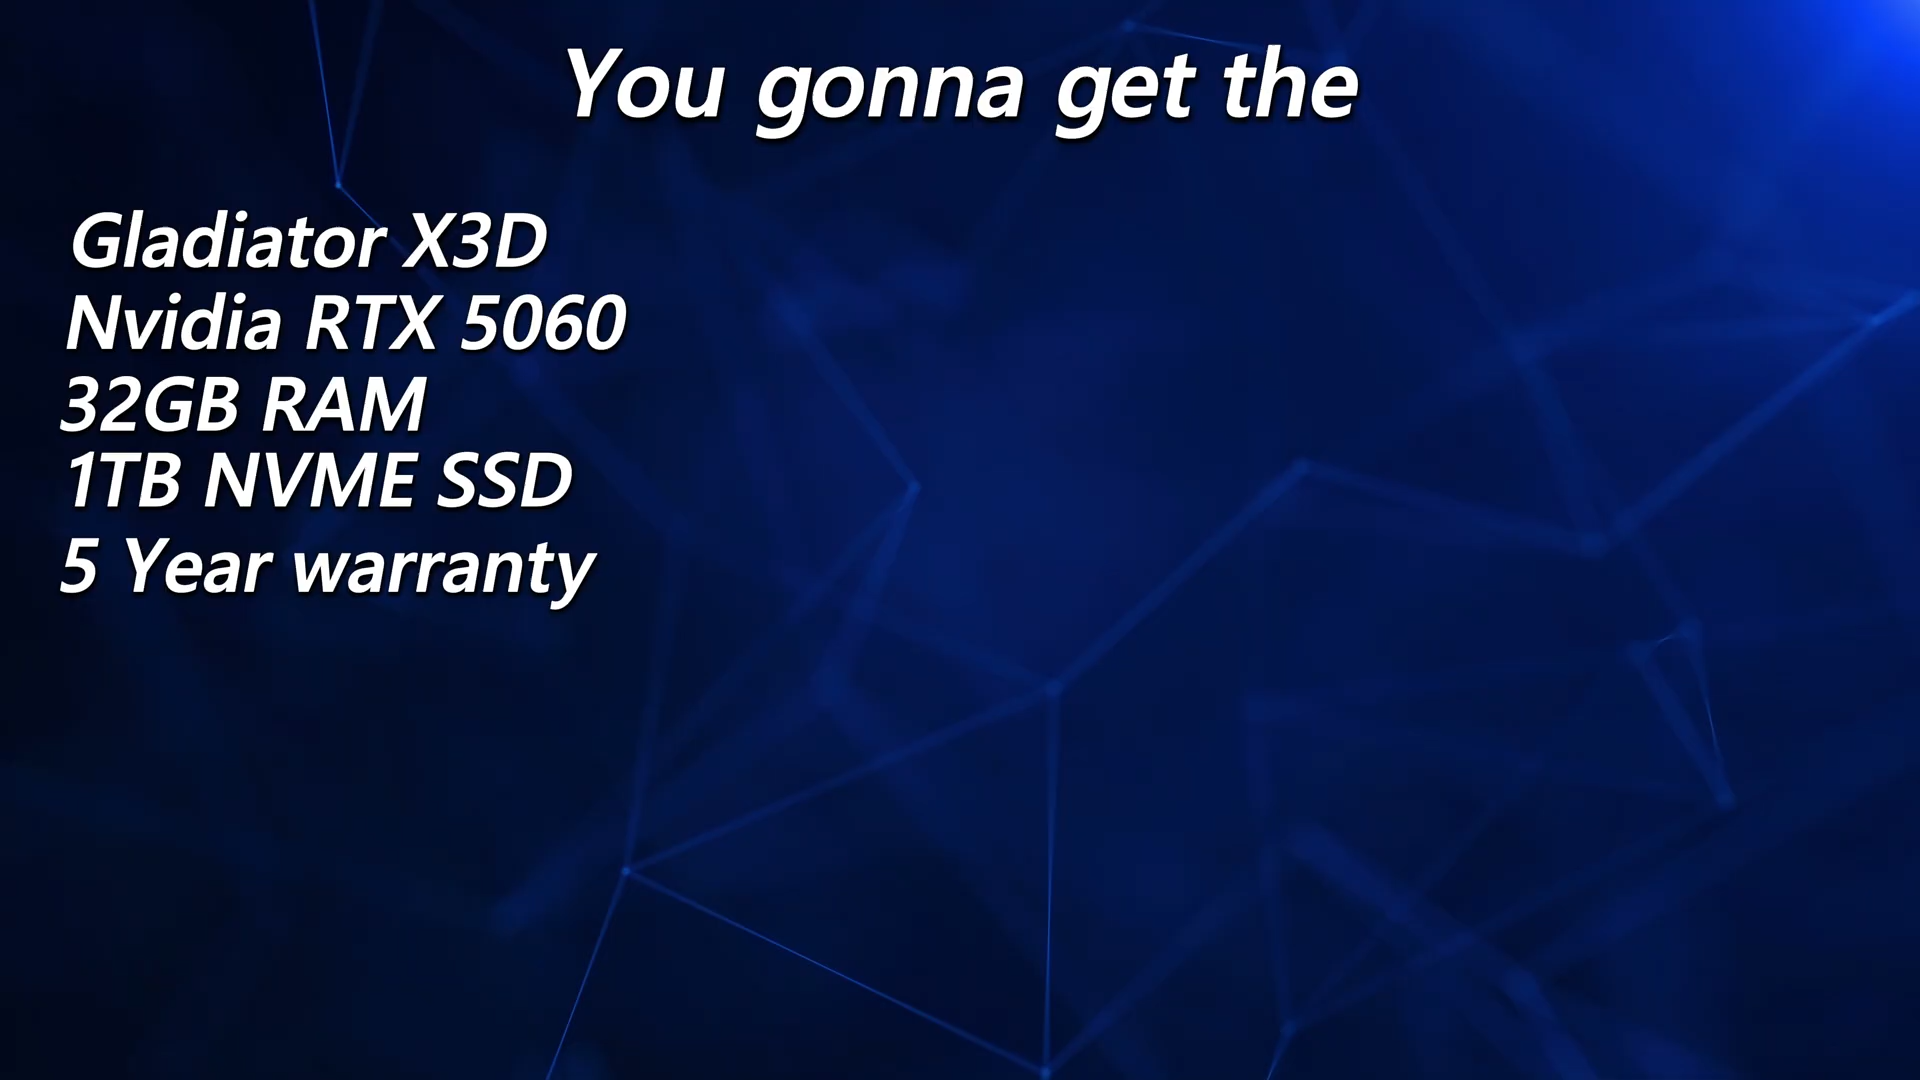 You gonna get the
Gladiator X3D
Nvidia RTX 5060
32GB RAM
1TB NVME SSD
5 Year warranty